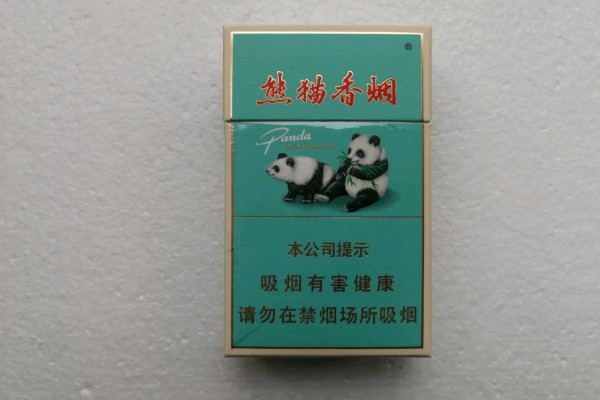 ®
熊猫香烟
Panda
本公司提示
吸烟有害健康
请勿在禁烟场所吸烟